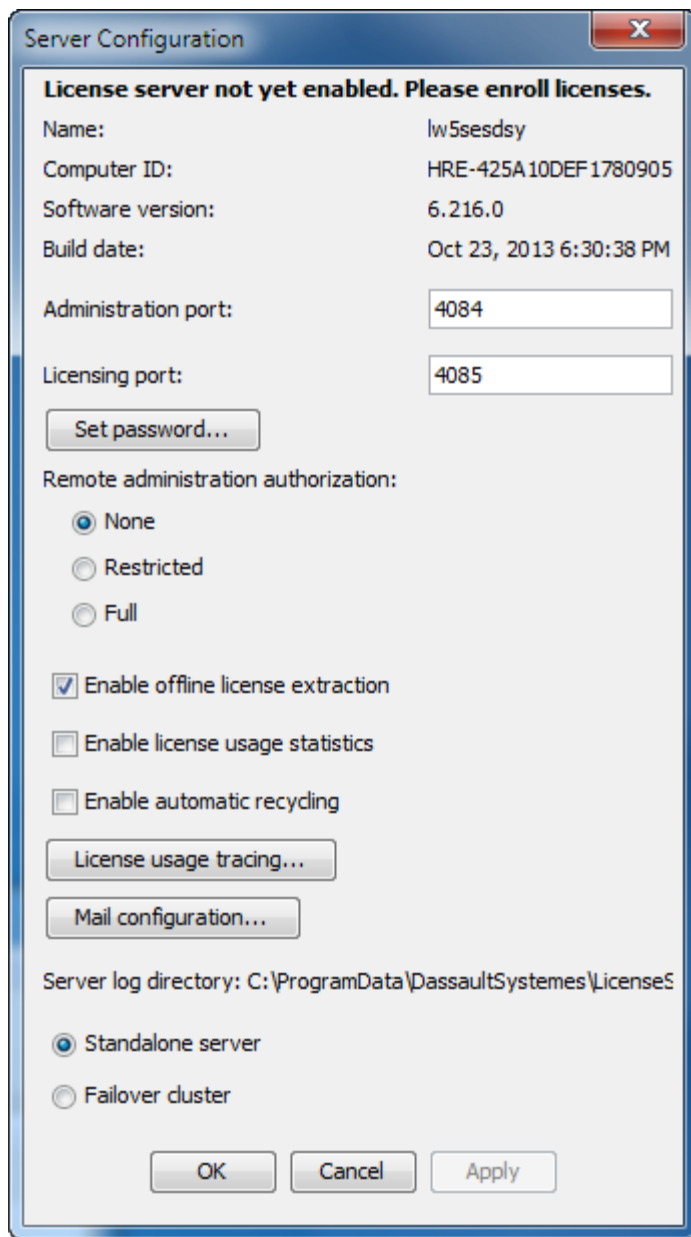 Server Configuration
License server not yet enabled. Please enroll licenses.
Name: lw5sesdsy
Computer ID: HRE-425A10DEF1780905
Software version: 6.216.0
Build date: Oct 23, 2013 6:30:38 PM
Administration port: 4084
Licensing port: 4085
Set password...
Remote administration authorization:
None
Restricted
Full
Enable offline license extraction
Enable license usage statistics
Enable automatic recycling
License usage tracing...
Mail configuration...
Server log directory: C:\ProgramData\DassaultSystemes\LicenseS
Standalone server
Failover cluster
OK Cancel Apply